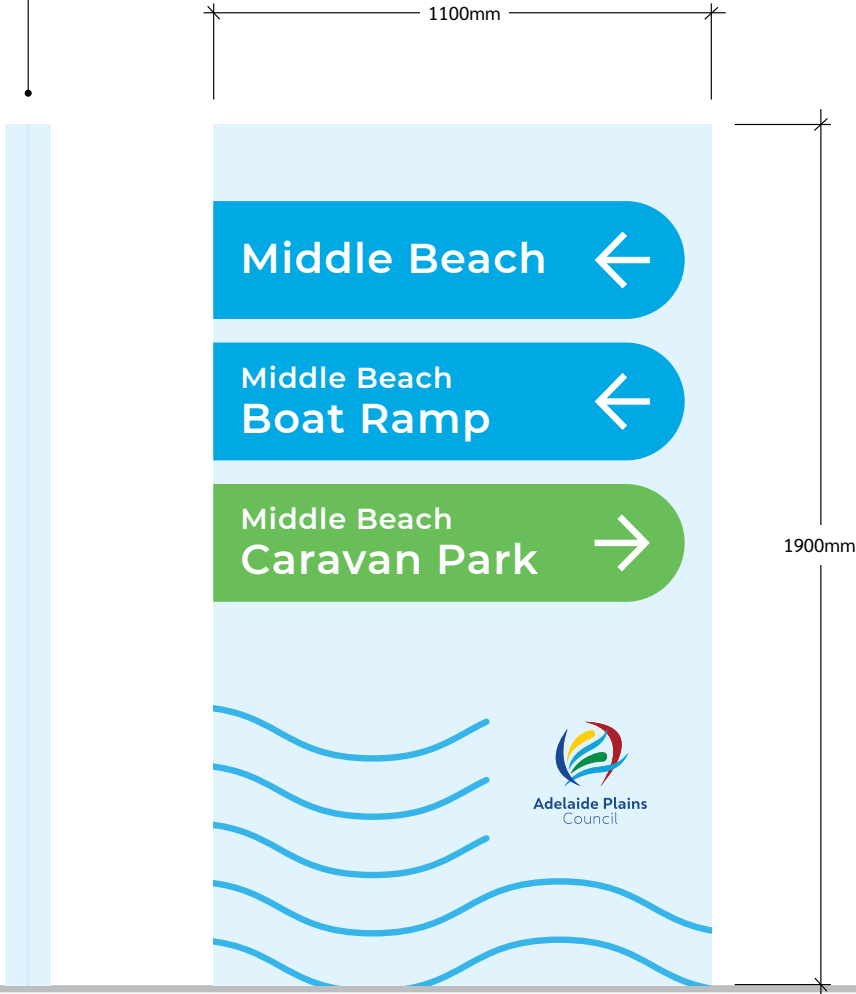 1100mm
Middle Beach
Middle Beach
Boat Ramp
Middle Beach
Caravan Park
1900mm
Adelaide Plains
Council